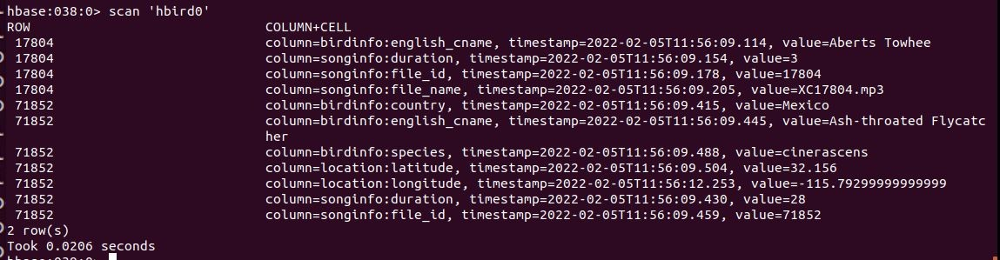 hbase:038:0> scan 'hbird0'
ROW COLUMN+CELL
17804 column=birdinfo:english_cname, timestamp=2022-02-05T11:56:09.114, value=Aberts Towhee
17804 column=songinfo:duration, timestamp=2022-02-05T11:56:09.154, value=3
17804 column=songinfo:file_id, timestamp=2022-02-05T11:56:09.178, value=17804
17804 column=songinfo:file_name, timestamp=2022-02-05T11:56:09.205, value=XC17804.mp3
71852 column=birdinfo:country, timestamp=2022-02-05T11:56:09.415, value=Mexico
71852 column=birdinfo:english_cname, timestamp=2022-02-05T11:56:09.445, value=Ash-throated Flycatc
her
71852 column=birdinfo:species, timestamp=2022-02-05T11:56:09.488, value=cinerascens
71852 column=location:latitude, timestamp=2022-02-05T11:56:09.504, value=32.156
71852 column=location:longitude, timestamp=2022-02-05T11:56:12.253, value=-115.79299999999999
71852 column=songinfo:duration, timestamp=2022-02-05T11:56:09.430, value=28
71852 column=songinfo:file_id, timestamp=2022-02-05T11:56:09.459, value=71852
2 row(s)
Took 0.0206 seconds
hbase:039:0>